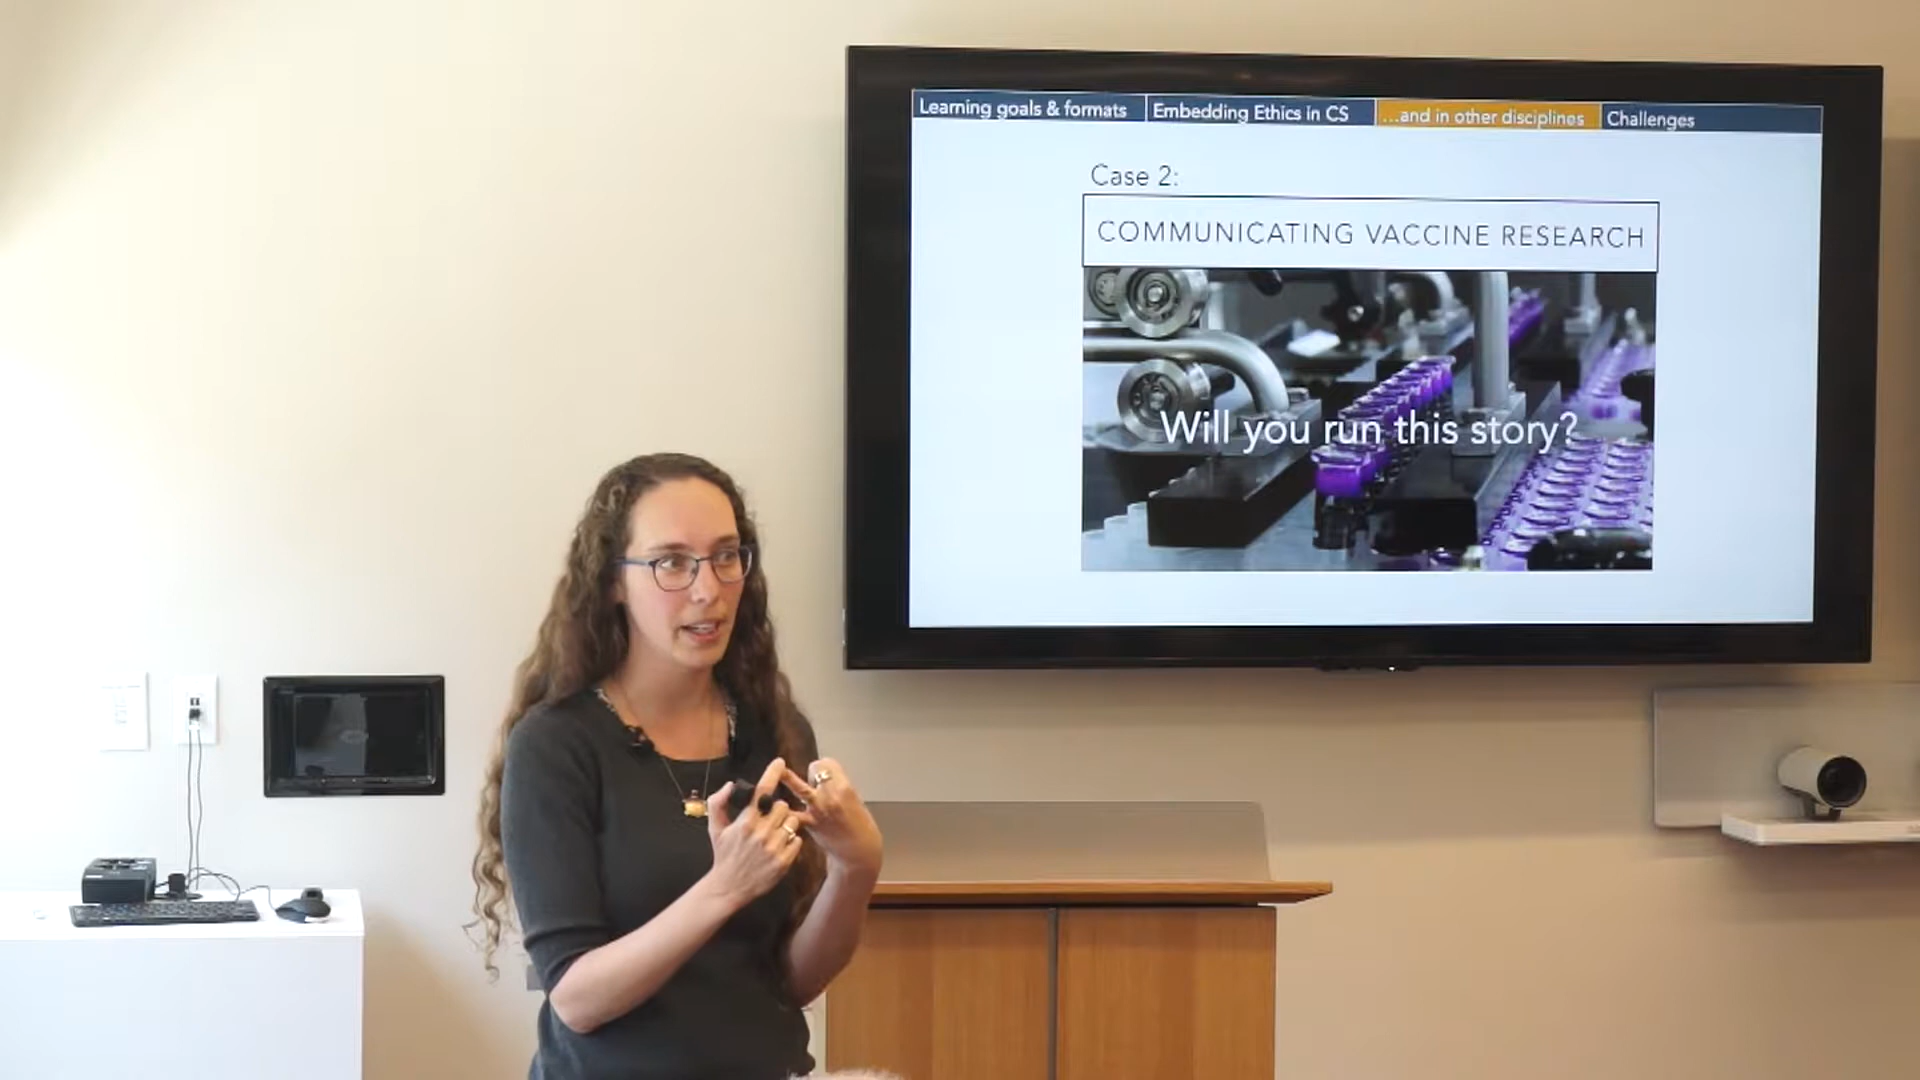 Learning goals & formats
Embedding Ethics in CS
...and in other disciplines
Challenges
Case 2:
COMMUNICATING VACCINE RESEARCH
Will you run this story?